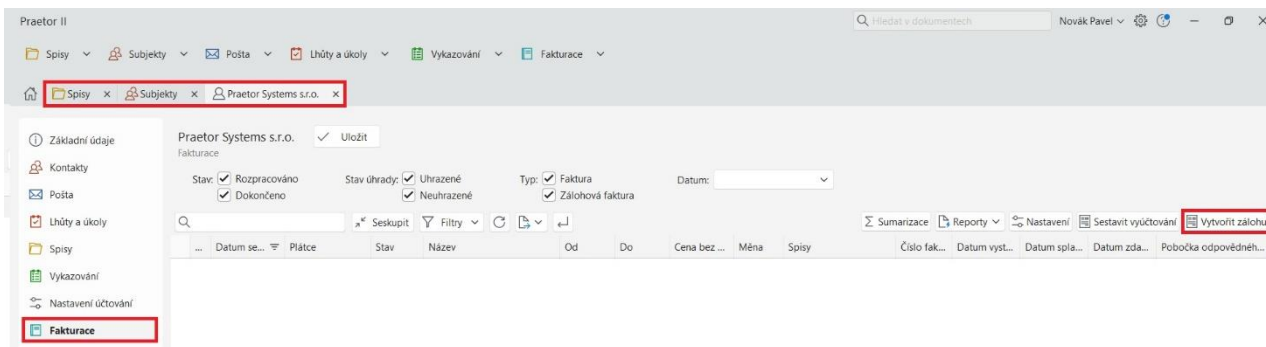 Praetor II Hledat v dokumentech Novák Pavel
Spisy Subjekty Pošta Lhůty a úkoly Vykazování Fakturace
Spisy × Subjekty × Praetor Systems s.r.o. ×
Základní údaje
Kontakty
Pošta
Lhůty a úkoly
Spisy
Vykazování
Nastavení účtování
Fakturace
Praetor Systems s.r.o. Uložit
Fakturace
Stav: Rozpracováno Stav úhrady: Uhrazené Typ: Faktura Datum:
Dokončeno Neuhrazené Zálohová faktura
Seskupit Filtry Sumarizace Reporty Nastavení Sestavit vyúčtování Vytvořit zálohu
... Datum se... Plátce Stav Název Od Do Cena bez ... Měna Spisy Číslo fak... Datum vyst... Datum spla... Datum zda... Pobočka odpovědnéh...